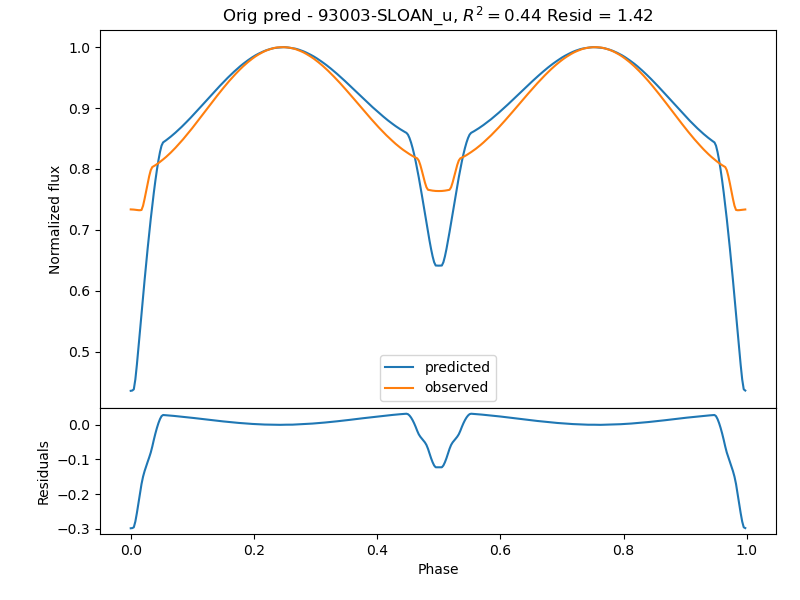 Orig pred - 93003-SLOAN_u, R² = 0.44 Resid = 1.42
Normalized flux
1.0
0.9
0.8
0.7
0.6
0.5
predicted
observed
Residuals
0.0
−0.1
−0.2
−0.3
0.0 0.2 0.4 0.6 0.8 1.0
Phase